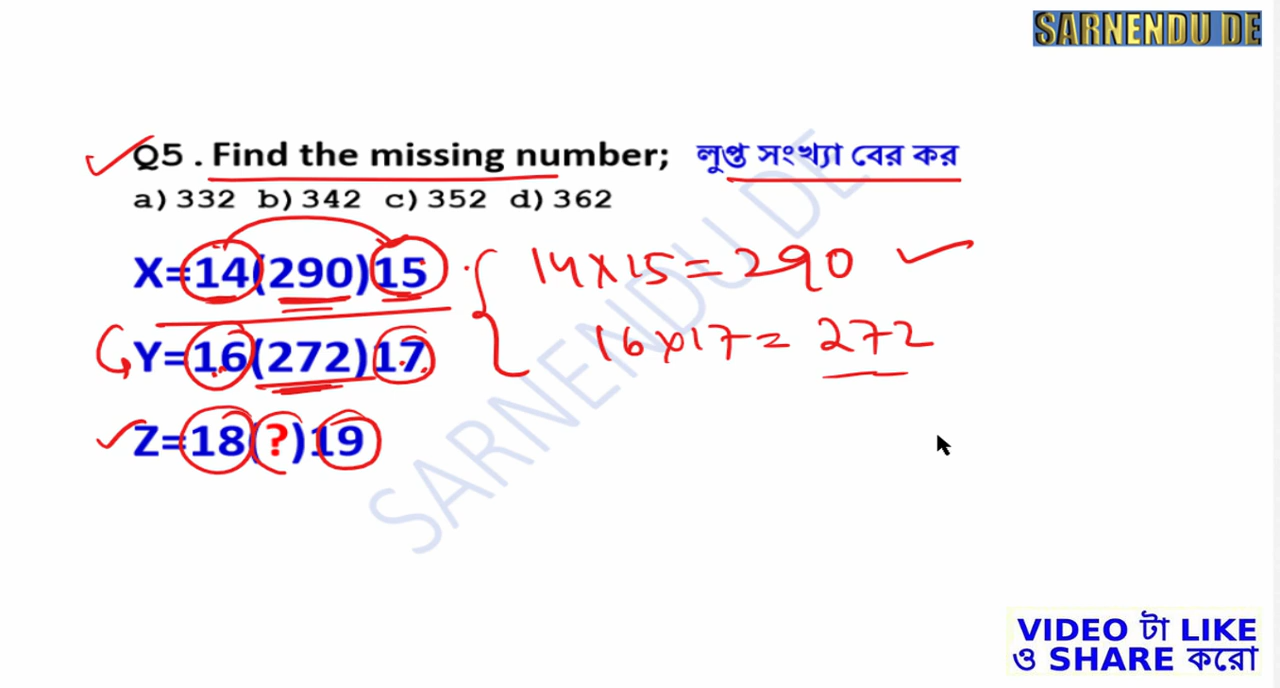 SARNENDU DE
Q5 . Find the missing number; লুপ্ত সংখ্যা বের কর
a) 332 b) 342 c) 352 d) 362
X=14(290)15
14x15=290
Y=16(272)17
16x17=272
Z=18(?)19
SARNENDU DE
VIDEO টা LIKE
ও SHARE করো